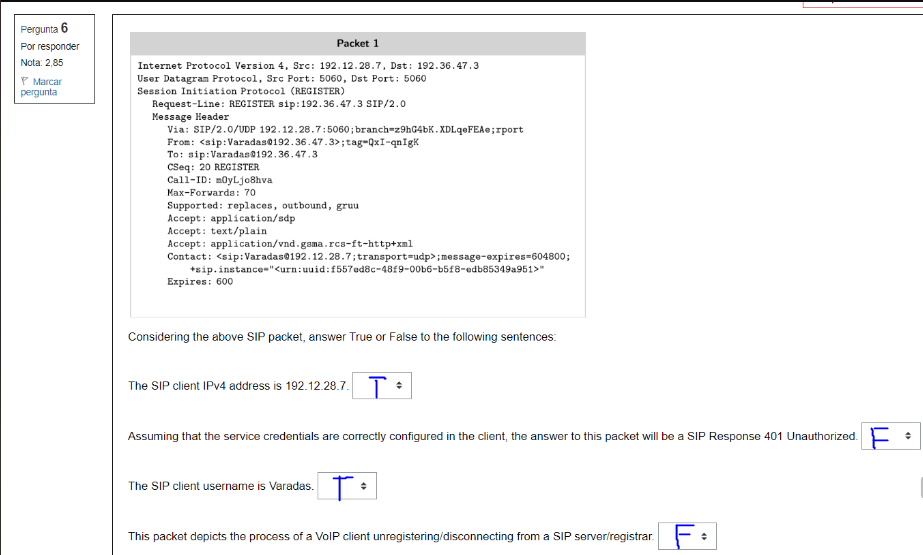 Pergunta 6
Por responder
Nota: 2,85
Marcar
pergunta
Packet 1
Internet Protocol Version 4, Src: 192.12.28.7, Dst: 192.36.47.3
User Datagram Protocol, Src Port: 5060, Dst Port: 5060
Session Initiation Protocol (REGISTER)
Request-Line: REGISTER sip:192.36.47.3 SIP/2.0
Message Header
Via: SIP/2.0/UDP 192.12.28.7:5060;branch=z9hG4bK.XDLqeFEAe;rport
From: <sip:Varadas@192.36.47.3>;tag=QxI-qnIgK
To: sip:Varadas@192.36.47.3
CSeq: 20 REGISTER
Call-ID: mOyLjo8hva
Max-Forwards: 70
Supported: replaces, outbound, gruu
Accept: application/sdp
Accept: text/plain
Accept: application/vnd.gsma.rcs-ft-http+xml
Contact: <sip:Varadas@192.12.28.7;transport=udp>;message-expires=604800;
+sip.instance="<urn:uuid:f557ed8c-48f9-00b6-b5f8-edb85349a951>"
Expires: 600
Considering the above SIP packet, answer True or False to the following sentences:
The SIP client IPv4 address is 192.12.28.7. T
Assuming that the service credentials are correctly configured in the client, the answer to this packet will be a SIP Response 401 Unauthorized. F
The SIP client username is Varadas. T
This packet depicts the process of a VoIP client unregistering/disconnecting from a SIP server/registrar. F